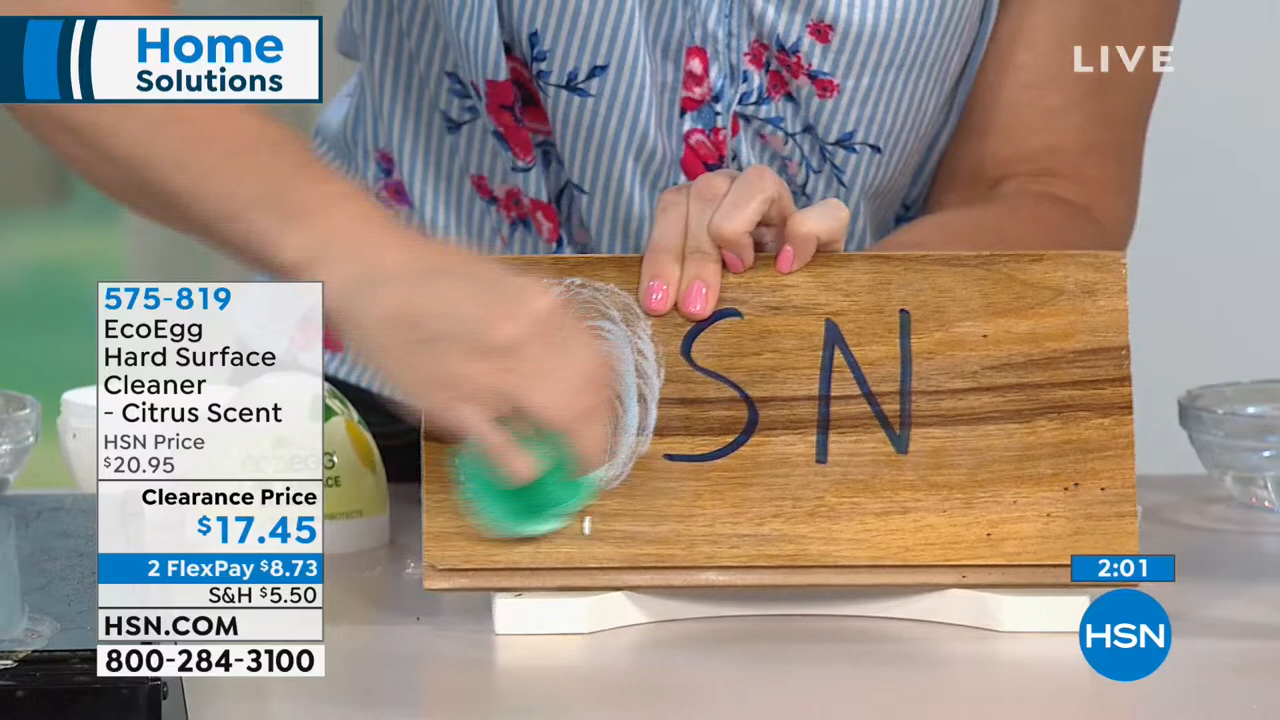 Home
Solutions
LIVE
575-819
EcoEgg
Hard Surface
Cleaner
- Citrus Scent
HSN Price
$20.95
Clearance Price
$17.45
2 FlexPay $8.73
S&H $5.50
HSN.COM
800-284-3100
SN
2:01
HSN